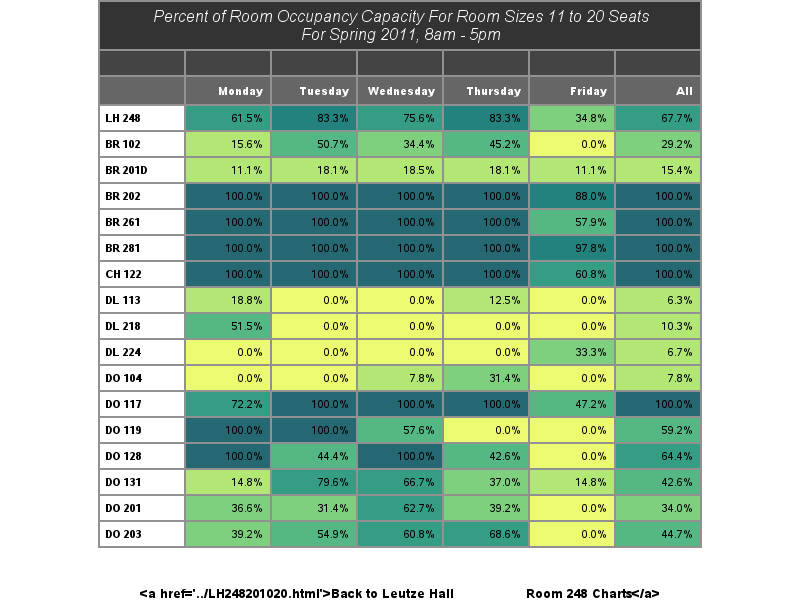 Percent of Room Occupancy Capacity For Room Sizes 11 to 20 Seats
For Spring 2011, 8am - 5pm
Monday Tuesday Wednesday Thursday Friday All
LH 248 61.5% 83.3% 75.6% 83.3% 34.8% 67.7%
BR 102 15.6% 50.7% 34.4% 45.2% 0.0% 29.2%
BR 201D 11.1% 18.1% 18.5% 18.1% 11.1% 15.4%
BR 202 100.0% 100.0% 100.0% 100.0% 88.0% 100.0%
BR 261 100.0% 100.0% 100.0% 100.0% 57.9% 100.0%
BR 281 100.0% 100.0% 100.0% 100.0% 97.8% 100.0%
CH 122 100.0% 100.0% 100.0% 100.0% 60.8% 100.0%
DL 113 18.8% 0.0% 0.0% 12.5% 0.0% 6.3%
DL 218 51.5% 0.0% 0.0% 0.0% 0.0% 10.3%
DL 224 0.0% 0.0% 0.0% 0.0% 33.3% 6.7%
DO 104 0.0% 0.0% 7.8% 31.4% 0.0% 7.8%
DO 117 72.2% 100.0% 100.0% 100.0% 47.2% 100.0%
DO 119 100.0% 100.0% 57.6% 0.0% 0.0% 59.2%
DO 128 100.0% 44.4% 100.0% 42.6% 0.0% 64.4%
DO 131 14.8% 79.6% 66.7% 37.0% 14.8% 42.6%
DO 201 36.6% 31.4% 62.7% 39.2% 0.0% 34.0%
DO 203 39.2% 54.9% 60.8% 68.6% 0.0% 44.7%
<a href='../LH248201020.html'>Back to Leutze Hall Room 248 Charts</a>